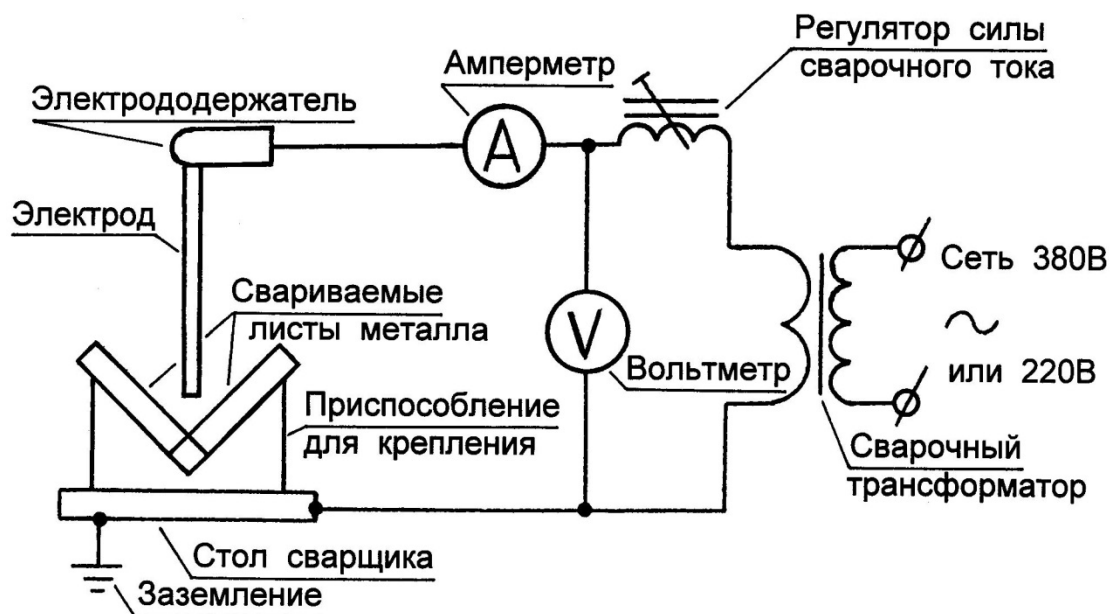 Регулятор силы
сварочного тока
Амперметр
Электрододержатель
A
Электрод
Сеть 380В
Свариваемые
листы металла
V
Вольтметр
или 220В
Приспособление
для крепления
Сварочный
трансформатор
Стол сварщика
Заземление